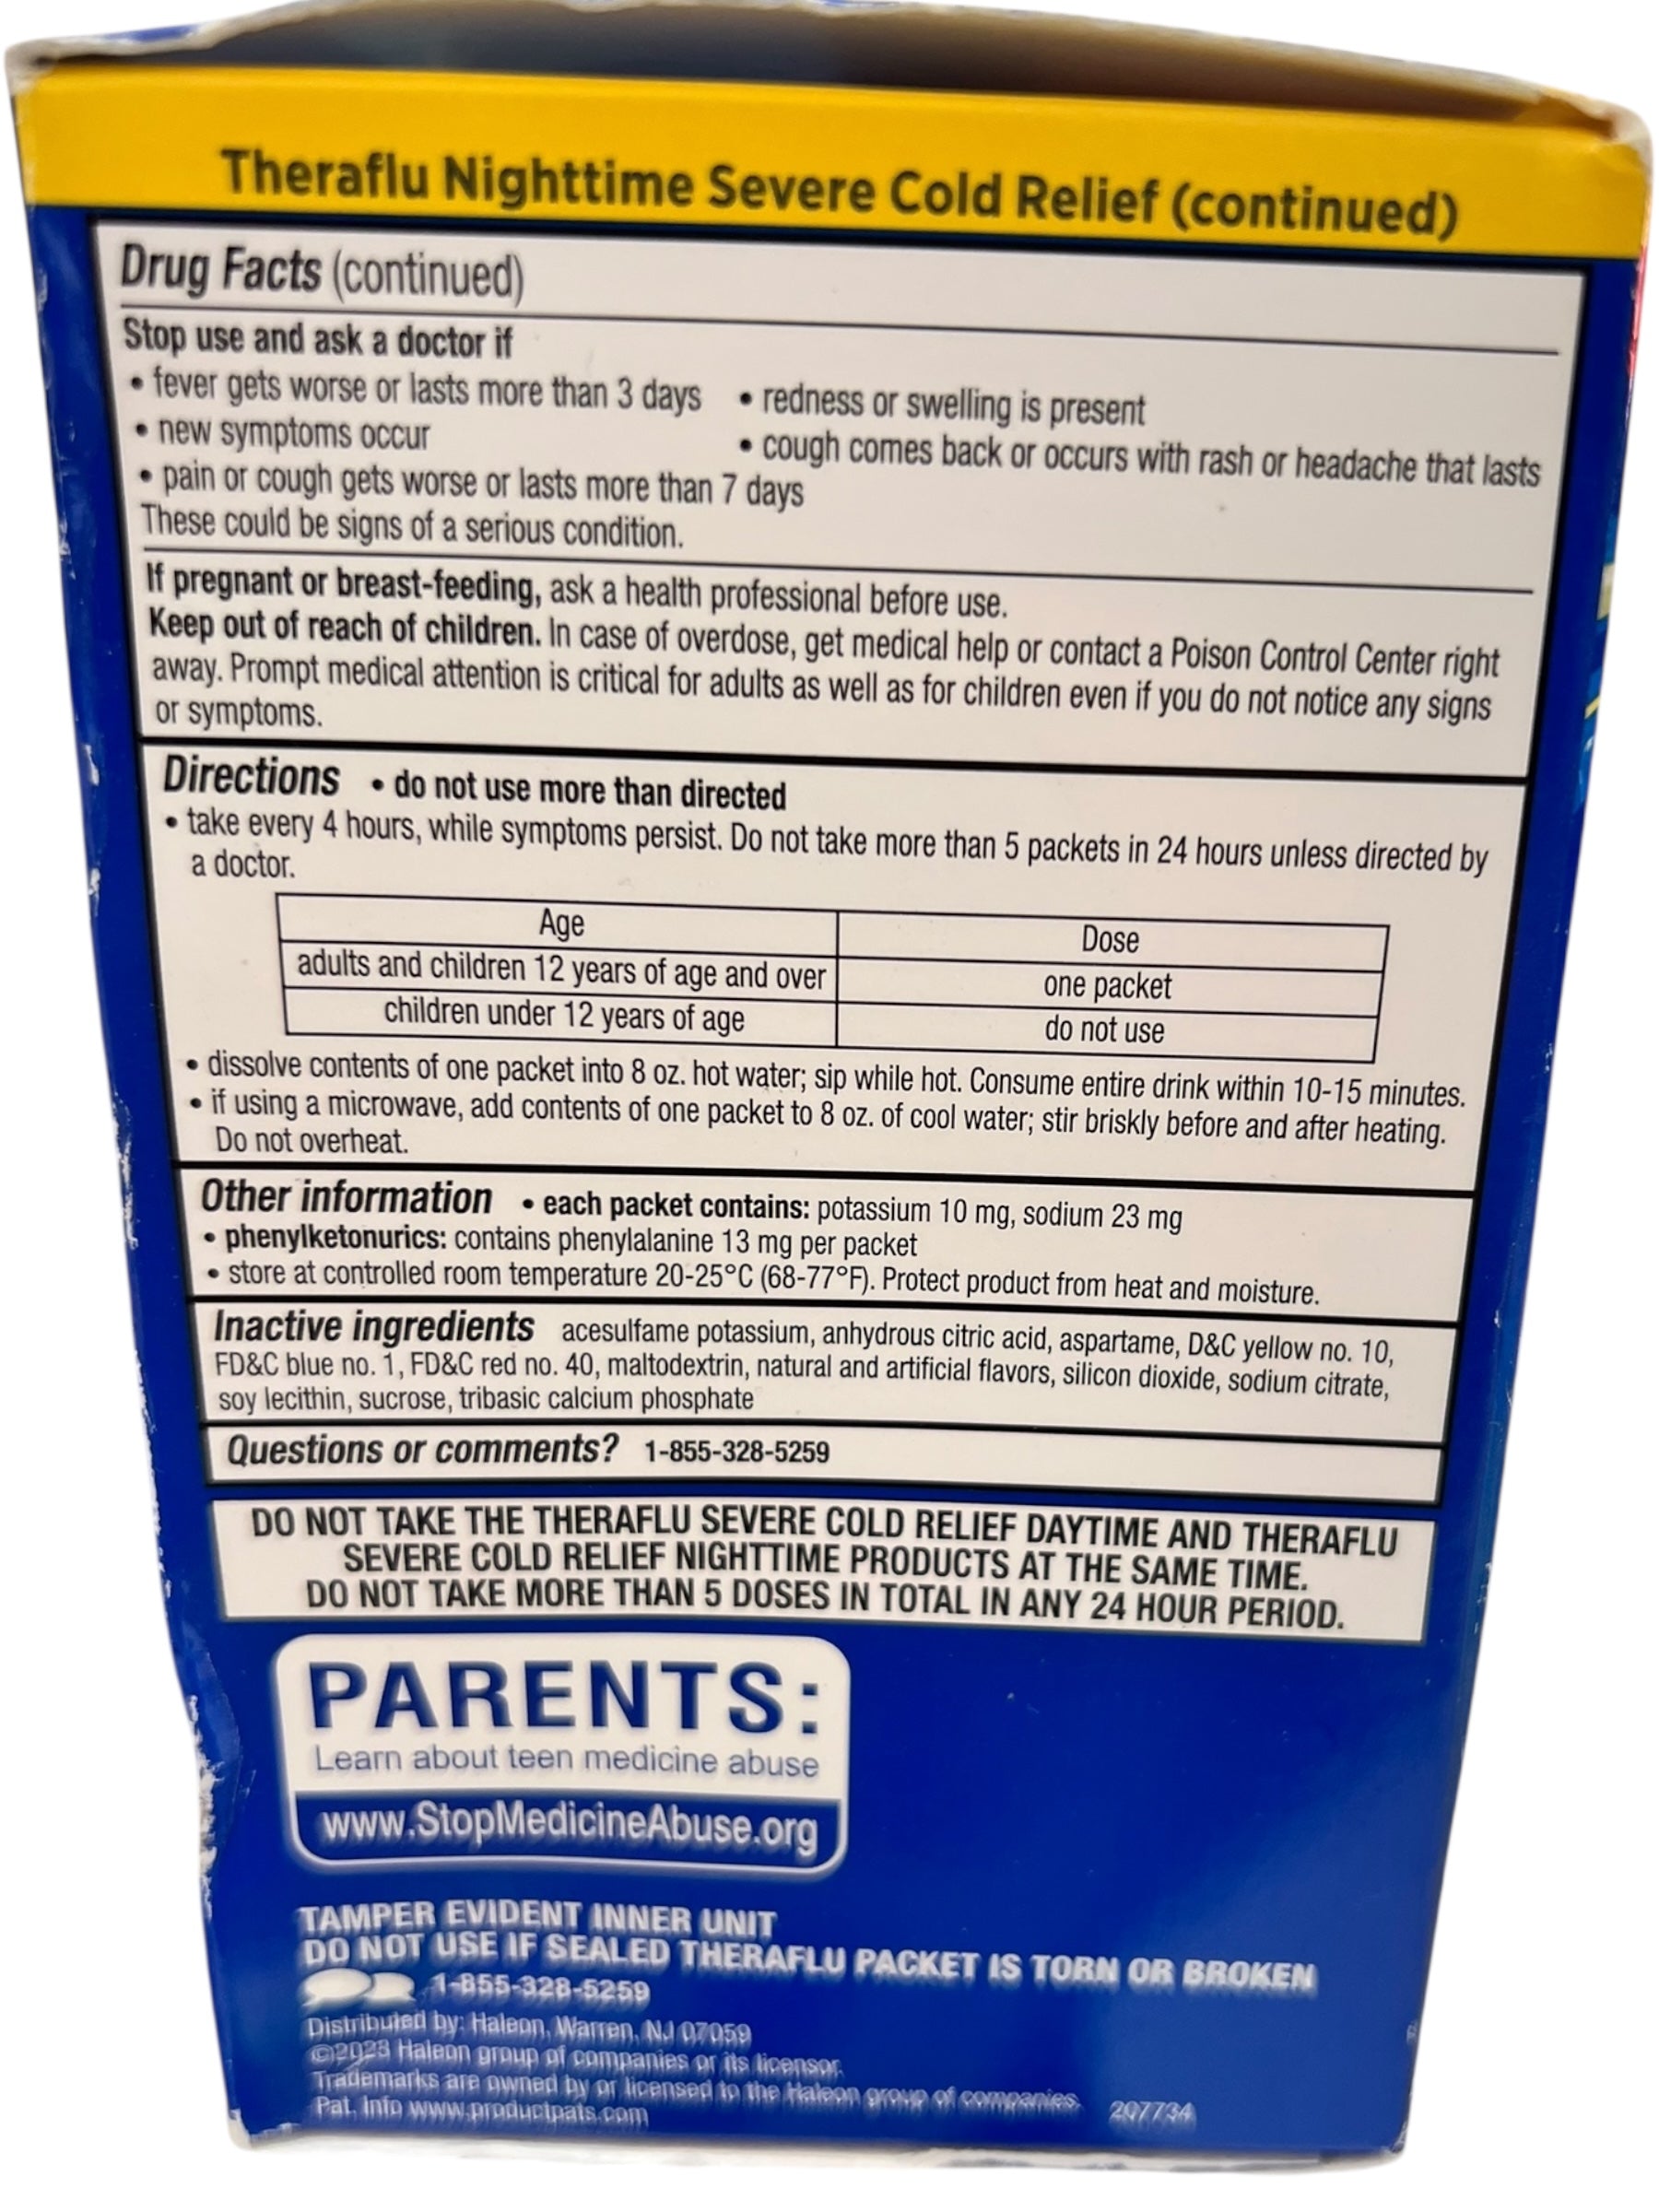 Theraflu Nighttime Severe Cold Relief (continued)
Drug Facts (continued)
Stop use and ask a doctor if
• fever gets worse or lasts more than 3 days • redness or swelling is present
• new symptoms occur • cough comes back or occurs with rash or headache that lasts
• pain or cough gets worse or lasts more than 7 days
These could be signs of a serious condition.
If pregnant or breast-feeding, ask a health professional before use.
Keep out of reach of children. In case of overdose, get medical help or contact a Poison Control Center right
away. Prompt medical attention is critical for adults as well as for children even if you do not notice any signs
or symptoms.
Directions • do not use more than directed
• take every 4 hours, while symptoms persist. Do not take more than 5 packets in 24 hours unless directed by
a doctor.
Age Dose
adults and children 12 years of age and over one packet
children under 12 years of age do not use
• dissolve contents of one packet into 8 oz. hot water; sip while hot. Consume entire drink within 10-15 minutes.
• if using a microwave, add contents of one packet to 8 oz. of cool water; stir briskly before and after heating.
Do not overheat.
Other information • each packet contains: potassium 10 mg, sodium 23 mg
• phenylketonurics: contains phenylalanine 13 mg per packet
• store at controlled room temperature 20-25°C (68-77°F). Protect product from heat and moisture.
Inactive ingredients acesulfame potassium, anhydrous citric acid, aspartame, D&C yellow no. 10,
FD&C blue no. 1, FD&C red no. 40, maltodextrin, natural and artificial flavors, silicon dioxide, sodium citrate,
soy lecithin, sucrose, tribasic calcium phosphate
Questions or comments? 1-855-328-5259
DO NOT TAKE THE THERAFLU SEVERE COLD RELIEF DAYTIME AND THERAFLU
SEVERE COLD RELIEF NIGHTTIME PRODUCTS AT THE SAME TIME.
DO NOT TAKE MORE THAN 5 DOSES IN TOTAL IN ANY 24 HOUR PERIOD.
PARENTS:
Learn about teen medicine abuse
www.StopMedicineAbuse.org
TAMPER EVIDENT INNER UNIT
DO NOT USE IF SEALED THERAFLU PACKET IS TORN OR BROKEN
1-855-328-5259
Distributed by: Haleon, Warren, NJ 07059
©2023 Haleon group of companies or its licensor.
Trademarks are owned by or licensed to the Haleon group of companies. 207734
Pat. Info www.productpats.com